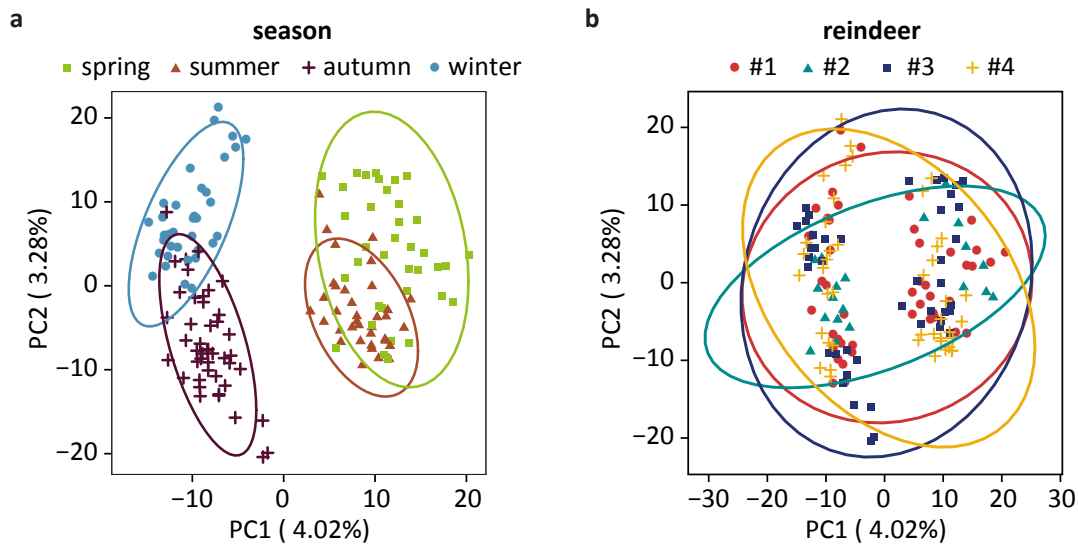 a
season
spring summer autumn winter
20
10
0
−10
−20
PC2 ( 3.28%)
−10 0 10 20
PC1 ( 4.02%)
b
reindeer
#1 #2 #3 #4
20
10
0
−10
−20
PC2 ( 3.28%)
−30 −20 −10 0 10 20 30
PC1 ( 4.02%)